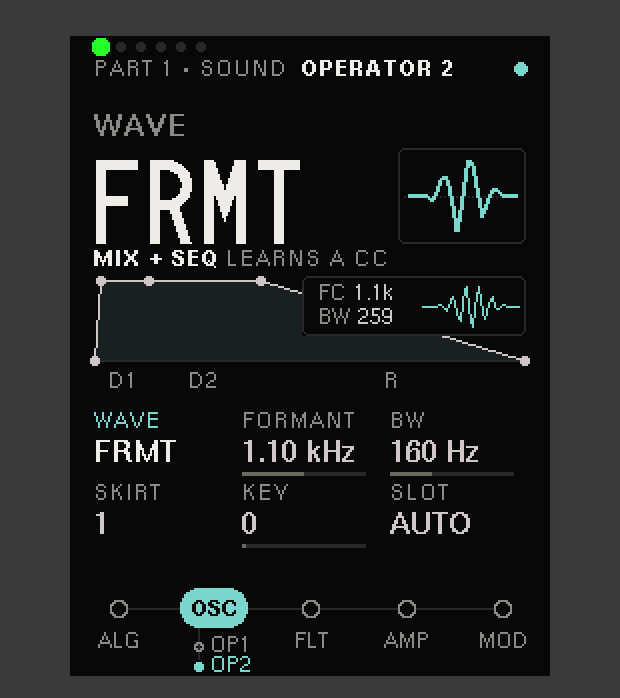 PART 1 · SOUND OPERATOR 2
WAVE
FRMT
MIX + SEQ LEARNS A CC
FC 1.1k
BW 259
D1 D2 R
WAVE FORMANT BW
FRMT 1.10 kHz 160 Hz
SKIRT KEY SLOT
1 0 AUTO
OSC
ALG OP1 FLT AMP MOD
OP2